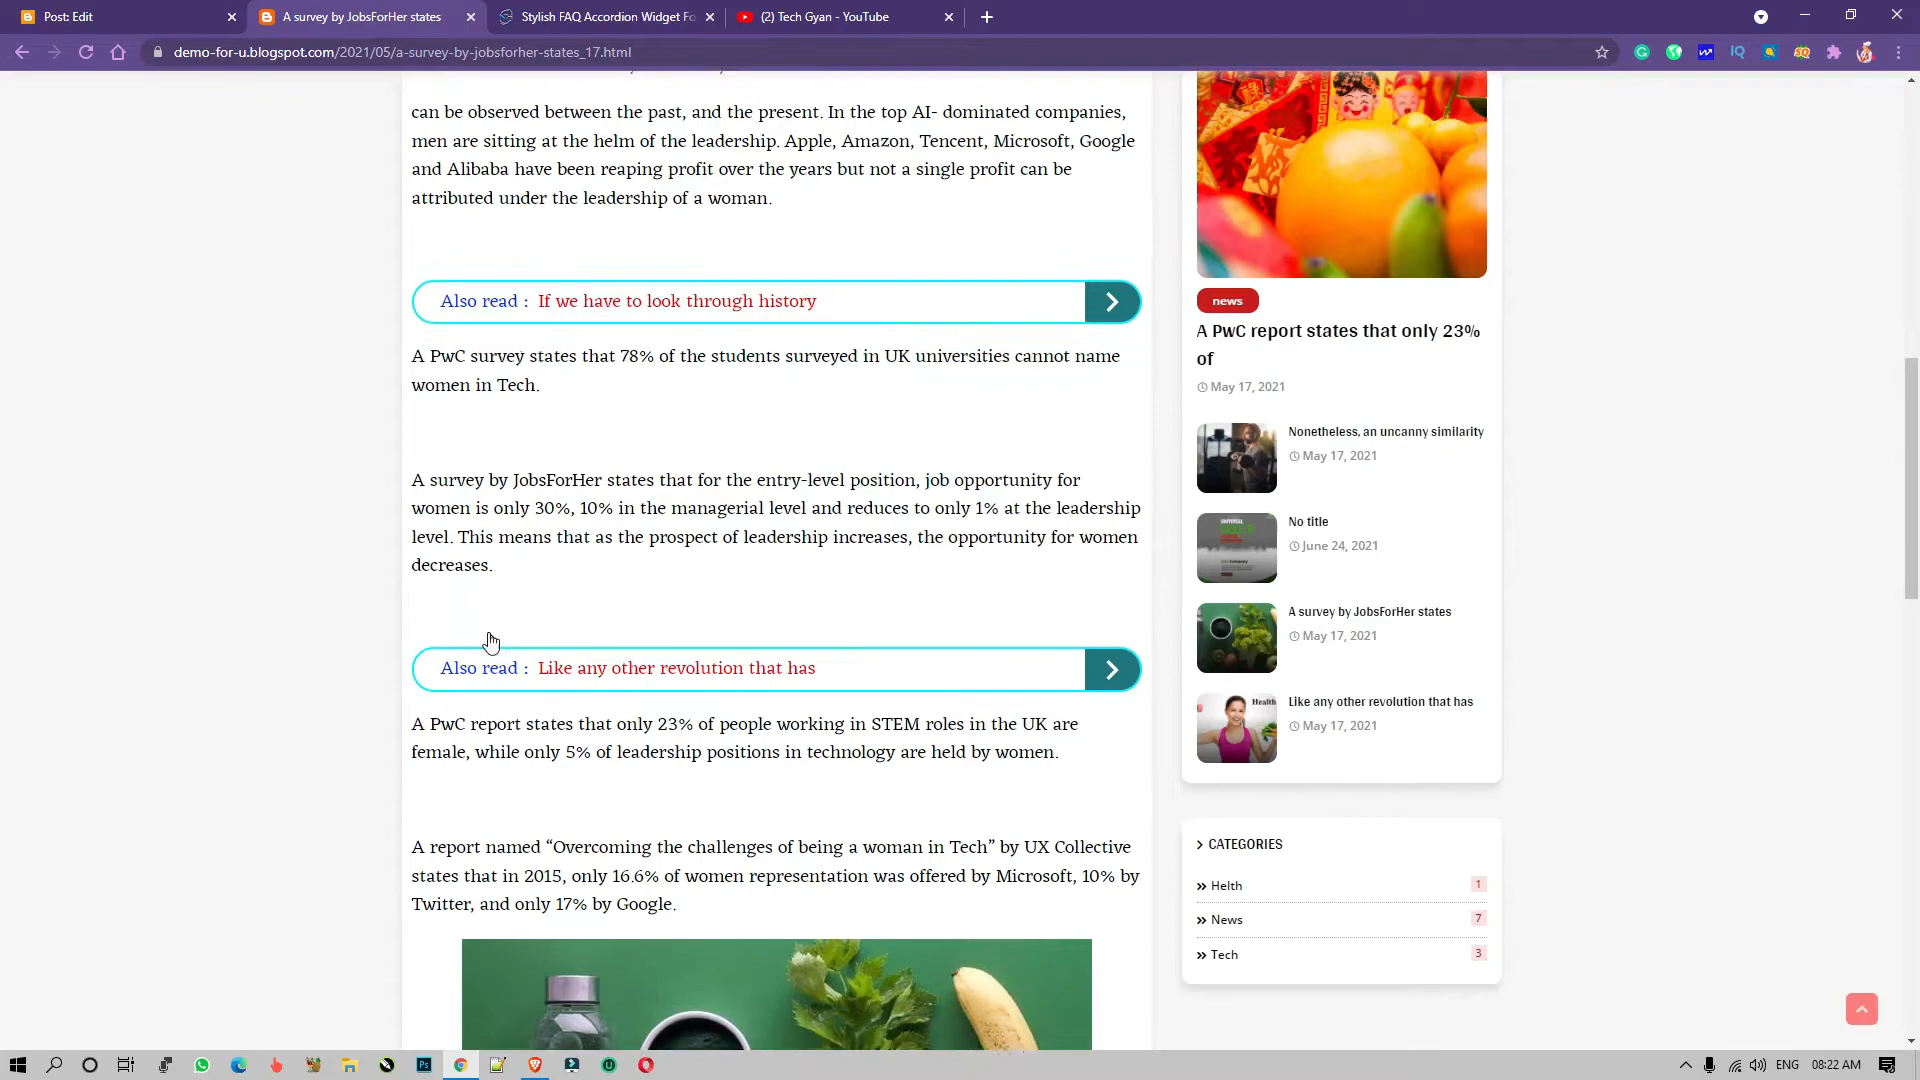 Post: Edit
A survey by JobsForHer states
Stylish FAQ Accordion Widget Fo
(2) Tech Gyan - YouTube
demo-for-u.blogspot.com/2021/05/a-survey-by-jobsforher-states_17.html
can be observed between the past, and the present. In the top AI- dominated companies,
men are sitting at the helm of the leadership. Apple, Amazon, Tencent, Microsoft, Google
and Alibaba have been reaping profit over the years but not a single profit can be
attributed under the leadership of a woman.
Also read : If we have to look through history
A PwC survey states that 78% of the students surveyed in UK universities cannot name
women in Tech.
A survey by JobsForHer states that for the entry-level position, job opportunity for
women is only 30%, 10% in the managerial level and reduces to only 1% at the leadership
level. This means that as the prospect of leadership increases, the opportunity for women
decreases.
Also read : Like any other revolution that has
A PwC report states that only 23% of people working in STEM roles in the UK are
female, while only 5% of leadership positions in technology are held by women.
A report named “Overcoming the challenges of being a woman in Tech” by UX Collective
states that in 2015, only 16.6% of women representation was offered by Microsoft, 10% by
Twitter, and only 17% by Google.
news
A PwC report states that only 23%
of
May 17, 2021
Nonetheless, an uncanny similarity
May 17, 2021
No title
June 24, 2021
A survey by JobsForHer states
May 17, 2021
Health
Like any other revolution that has
May 17, 2021
CATEGORIES
Helth 1
News 7
Tech 3
ENG 08:22 AM